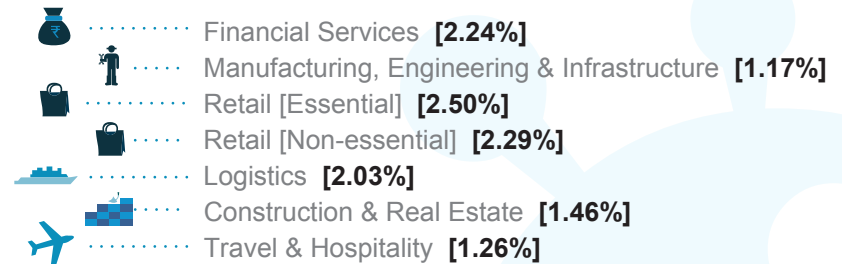 Financial Services [2.24%]
Manufacturing, Engineering & Infrastructure [1.17%]
Retail [Essential] [2.50%]
Retail [Non-essential] [2.29%]
Logistics [2.03%]
Construction & Real Estate [1.46%]
Travel & Hospitality [1.26%]